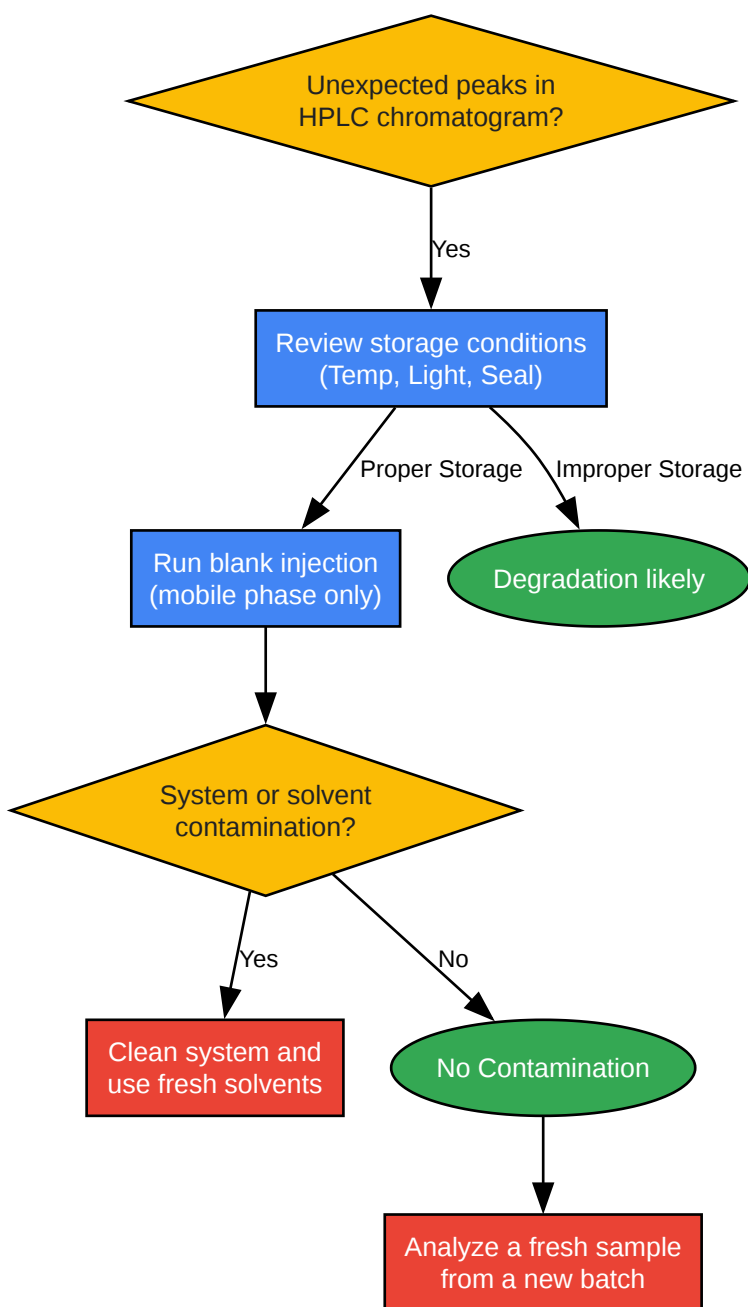 Unexpected peaks in
HPLC chromatogram?
Yes
Review storage conditions
(Temp, Light, Seal)
Proper Storage
Improper Storage
Run blank injection
(mobile phase only)
Degradation likely
System or solvent
contamination?
Yes
No
Clean system and
use fresh solvents
No Contamination
Analyze a fresh sample
from a new batch